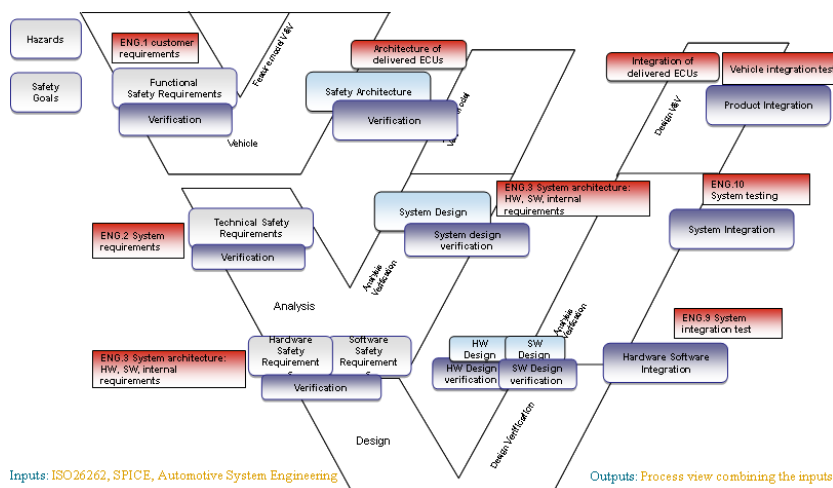 Hazards
Safety
Goals
ENG.1 customer
requirements
Functional
Safety Requirements
Verification
Vehicle
Feature model V&V
Architecture of
delivered ECUs
Safety Architecture
Verification
Integration of
delivered ECUs
Design V&V
Vehicle integration test
Product Integration
ENG.2 System
requirements
Technical Safety
Requirements
Verification
Analysis
Analysis
Verification
System Design
System design
verification
ENG.3 System architecture:
HW, SW, internal
requirements
ENG.10
System testing
System Integration
ENG.3 System architecture:
HW, SW, internal
requirements
Hardware
Safety
Requirement
Software
Safety
Requirement
Verification
Design
HW
Design
SW
Design
HW Design
verification
SW Design
verification
Analysis
Verification
Design Verification
ENG.9 System
integration test
Hardware Software
Integration
Inputs: ISO26262, SPICE, Automotive System Engineering
Outputs: Process view combining the inputs